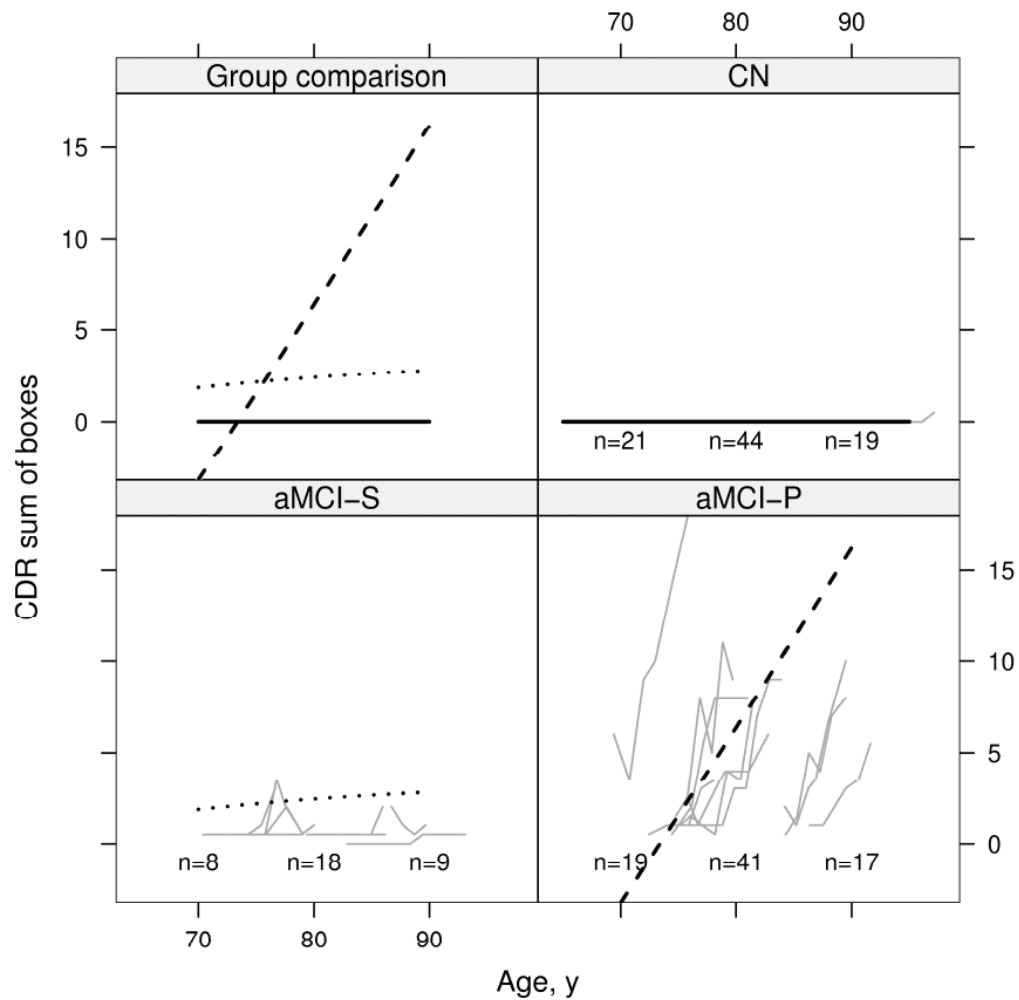 70 80 90
Group comparison CN
15
10
5
0
n=21 n=44 n=19
aMCI–S aMCI–P
CDR sum of boxes
15
10
5
0
n=8 n=18 n=9 n=19 n=41 n=17
70 80 90
Age, y